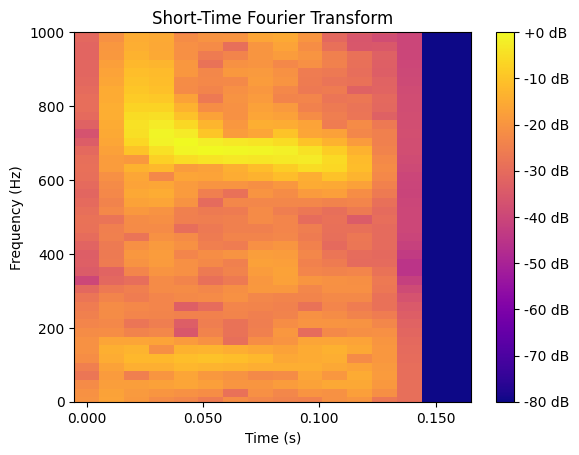 Short-Time Fourier Transform
Frequency (Hz)
1000
800
600
400
200
0
0.000
0.050
0.100
0.150
Time (s)
+0 dB
-10 dB
-20 dB
-30 dB
-40 dB
-50 dB
-60 dB
-70 dB
-80 dB